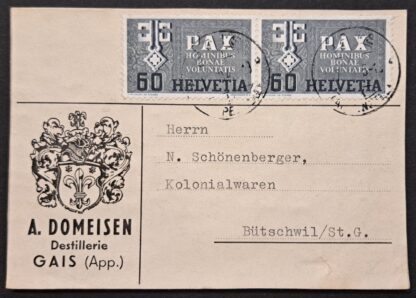 PAX
HOMINIBUS
BONAE
VOLUNTATIS
60 HELVETIA
PAX
HOMINIBUS
BONAE
VOLUNTATIS
60 HELVETIA
A. DOMEISEN
Destillerie
GAIS (App.)
Herrn
N. Schönenberger,
Kolonialwaren
Bütschwil/St.G.